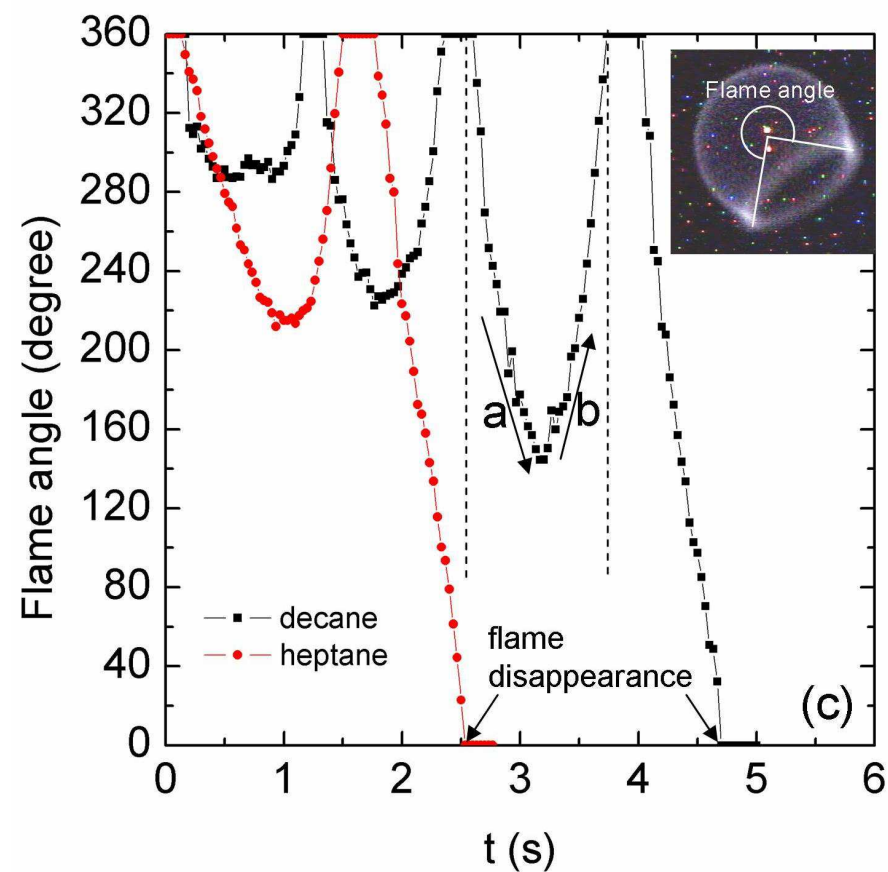 360
320
280
240
200
160
120
80
40
0
Flame angle (degree)
Flame angle
a
b
decane
heptane
flame
disappearance
(c)
0 1 2 3 4 5 6
t (s)